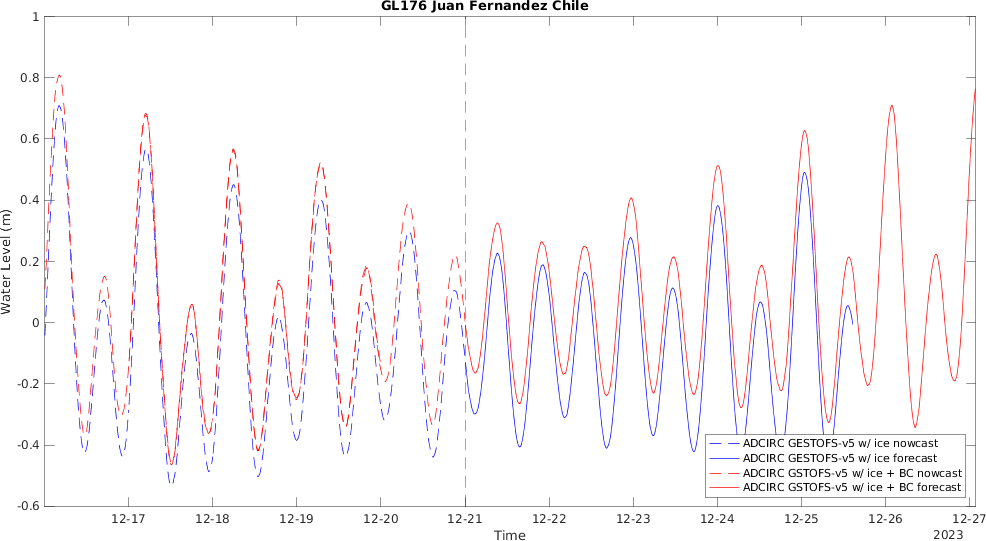 GL176 Juan Fernandez Chile
1
0.8
0.6
0.4
0.2
0
-0.2
-0.4
-0.6
Water Level (m)
ADCIRC GESTOFS-v5 w/ ice nowcast
ADCIRC GESTOFS-v5 w/ ice forecast
ADCIRC GSTOFS-v5 w/ ice + BC nowcast
ADCIRC GSTOFS-v5 w/ ice + BC forecast
12-17 12-18 12-19 12-20 12-21 12-22 12-23 12-24 12-25 12-26 12-27
Time
2023